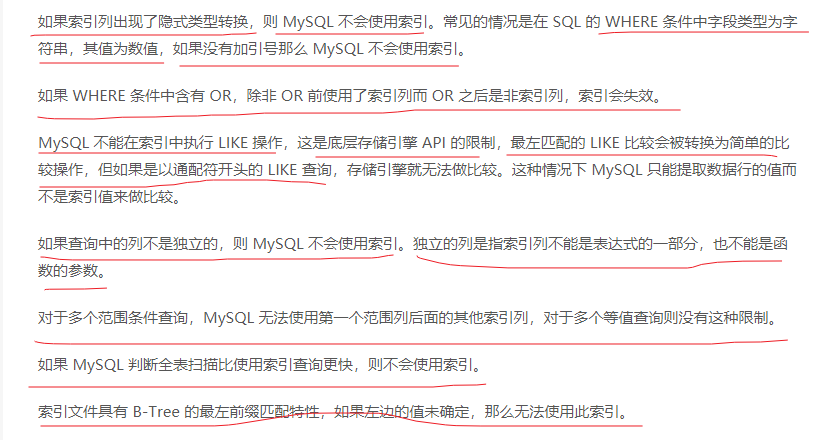 如果索引列出现了隐式类型转换，则 MySQL 不会使用索引。常见的情况是在 SQL 的 WHERE 条件中字段类型为字
符串，其值为数值，如果没有加引号那么 MySQL 不会使用索引。
如果 WHERE 条件中含有 OR，除非 OR 前使用了索引列而 OR 之后是非索引列，索引会失效。
MySQL 不能在索引中执行 LIKE 操作，这是底层存储引擎 API 的限制，最左匹配的 LIKE 比较会被转换为简单的比
较操作，但如果是以通配符开头的 LIKE 查询，存储引擎就无法做比较。这种情况下 MySQL 只能提取数据行的值而
不是索引值来做比较。
如果查询中的列不是独立的，则 MySQL 不会使用索引。独立的列是指索引列不能是表达式的一部分，也不能是函
数的参数。
对于多个范围条件查询，MySQL 无法使用第一个范围列后面的其他索引列，对于多个等值查询则没有这种限制。
如果 MySQL 判断全表扫描比使用索引查询更快，则不会使用索引。
索引文件具有 B-Tree 的最左前缀匹配特性，如果左边的值未确定，那么无法使用此索引。